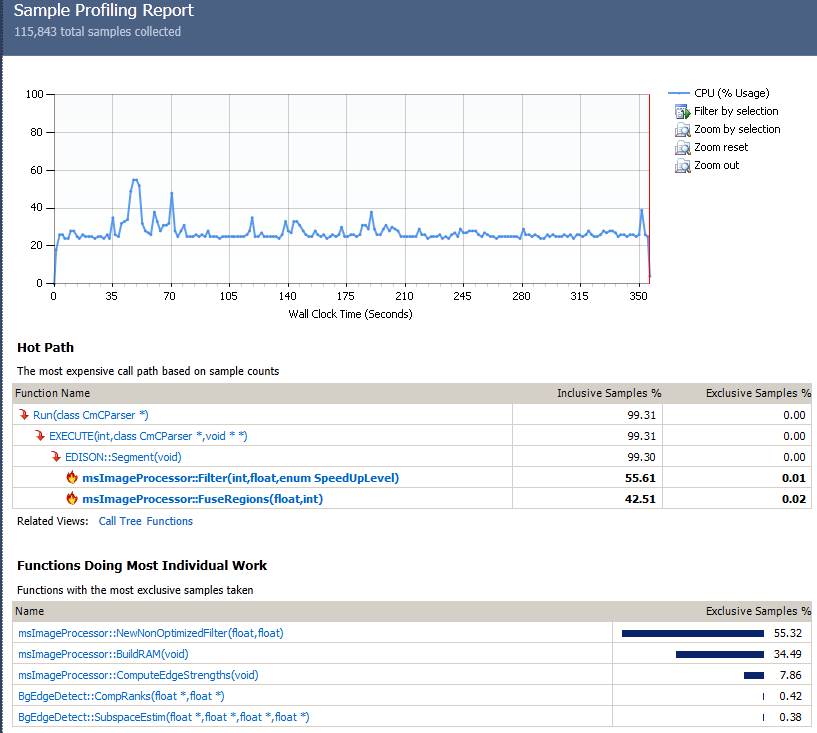 Sample Profiling Report
115,843 total samples collected
100
80
60
40
20
0
0 35 70 105 140 175 210 245 280 315 350
Wall Clock Time (Seconds)
CPU (% Usage)
Filter by selection
Zoom by selection
Zoom reset
Zoom out
Hot Path
The most expensive call path based on sample counts
Function Name Inclusive Samples % Exclusive Samples %
Run(class CmCParser *) 99.31 0.00
EXECUTE(int,class CmCParser *,void * *) 99.31 0.00
EDISON::Segment(void) 99.30 0.00
msImageProcessor::Filter(int,float,enum SpeedUpLevel) 55.61 0.01
msImageProcessor::FuseRegions(float,int) 42.51 0.02
Related Views: Call Tree Functions
Functions Doing Most Individual Work
Functions with the most exclusive samples taken
Name Exclusive Samples %
msImageProcessor::NewNonOptimizedFilter(float,float) 55.32
msImageProcessor::BuildRAM(void) 34.49
msImageProcessor::ComputeEdgeStrengths(void) 7.86
BgEdgeDetect::CompRanks(float *,float *) 0.42
BgEdgeDetect::SubspaceEstim(float *,float *,float *,float *) 0.38